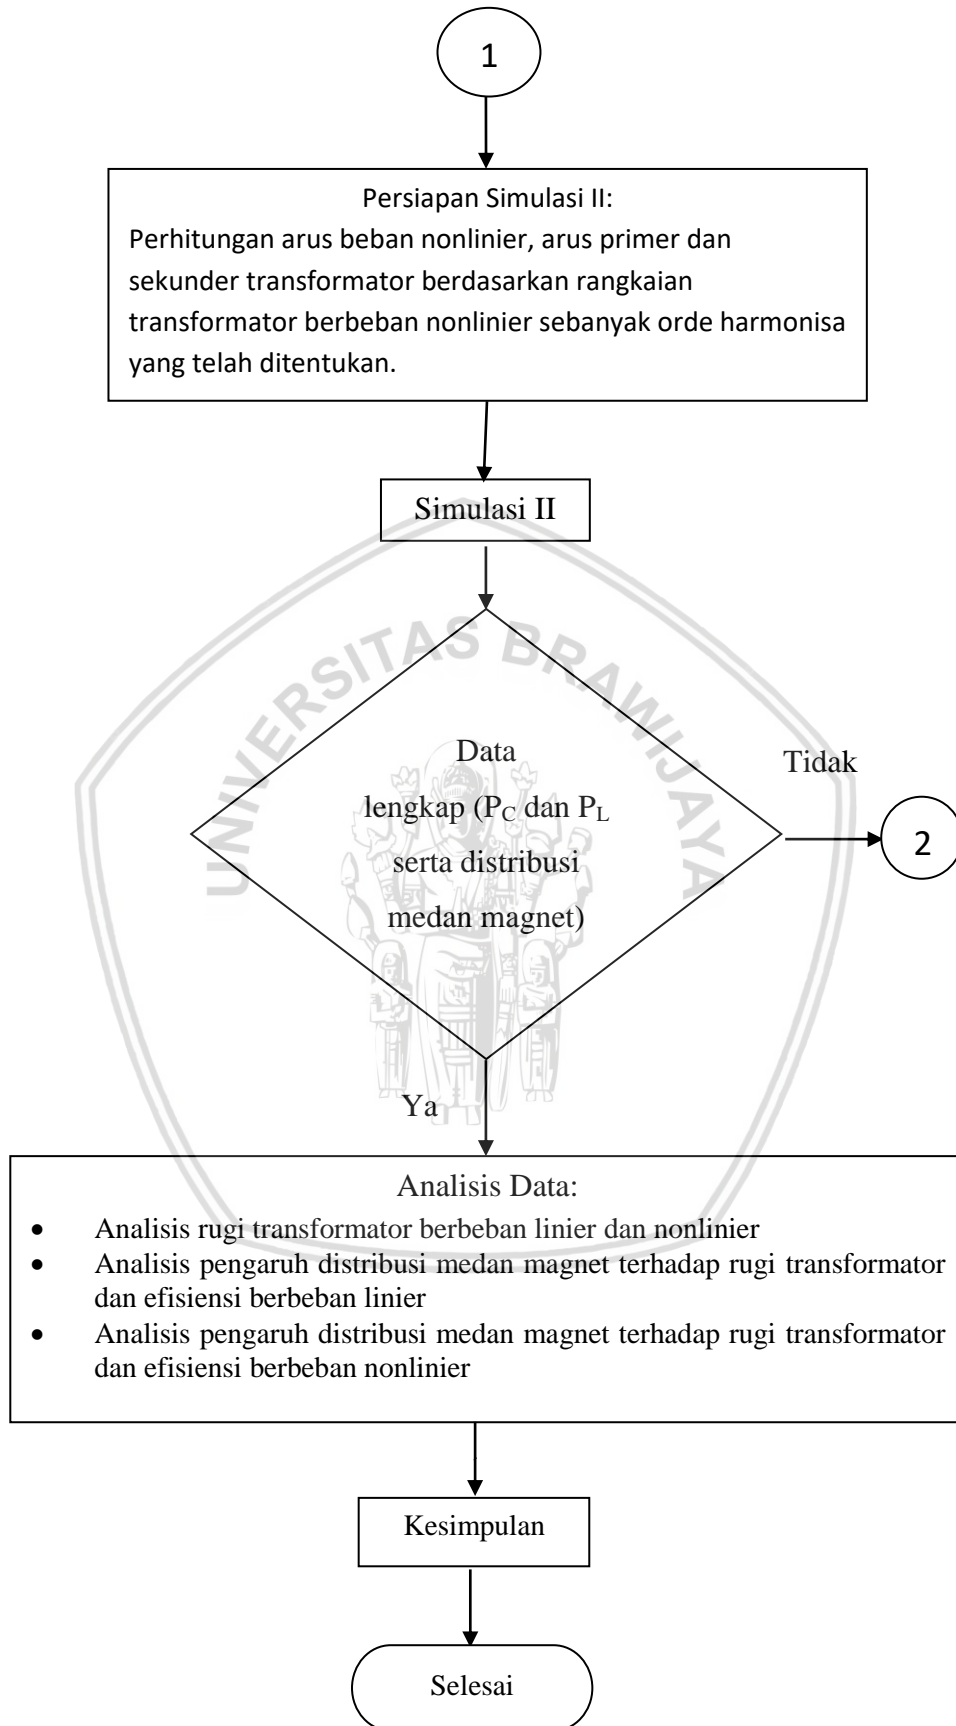 1
Persiapan Simulasi II:
Perhitungan arus beban nonlinier, arus primer dan
sekunder transformator berdasarkan rangkaian
transformator berbeban nonlinier sebanyak orde harmonisa
yang telah ditentukan.
Simulasi II
UNIVERSITAS BRAWIJAYA
Data
lengkap (PC dan PL
serta distribusi
medan magnet)
Tidak
2
Ya
Analisis Data:
• Analisis rugi transformator berbeban linier dan nonlinier
• Analisis pengaruh distribusi medan magnet terhadap rugi transformator
dan efisiensi berbeban linier
• Analisis pengaruh distribusi medan magnet terhadap rugi transformator
dan efisiensi berbeban nonlinier
Kesimpulan
Selesai